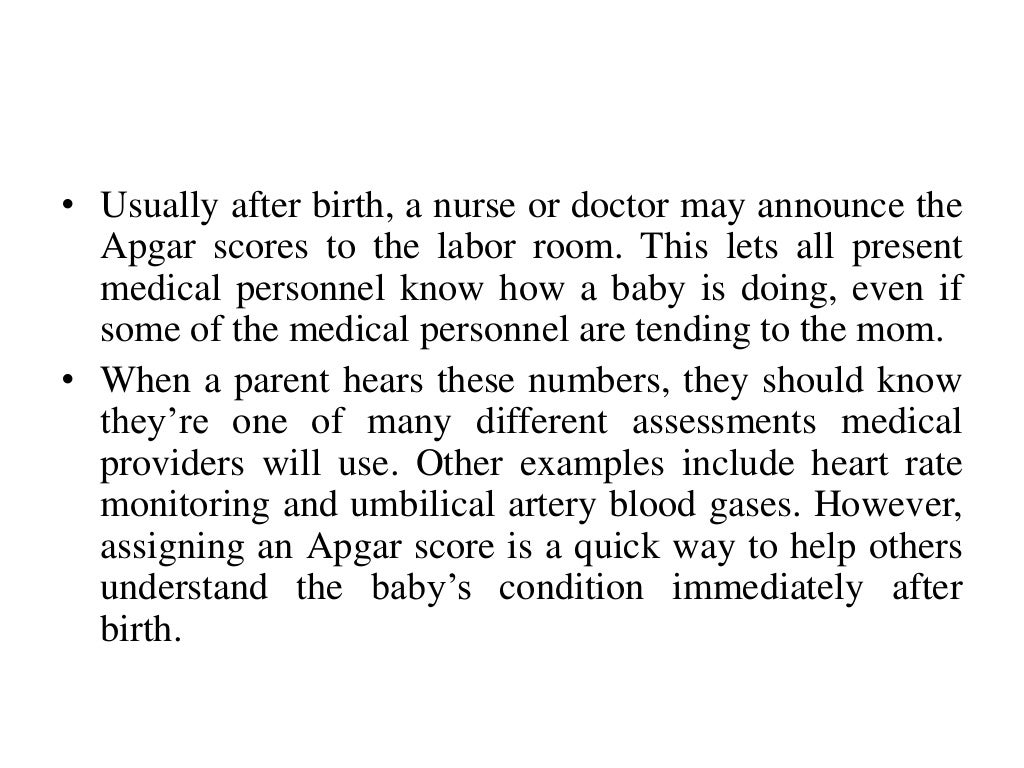 • Usually after birth, a nurse or doctor may announce the
Apgar scores to the labor room. This lets all present
medical personnel know how a baby is doing, even if
some of the medical personnel are tending to the mom.
• When a parent hears these numbers, they should know
they’re one of many different assessments medical
providers will use. Other examples include heart rate
monitoring and umbilical artery blood gases. However,
assigning an Apgar score is a quick way to help others
understand the baby’s condition immediately after
birth.